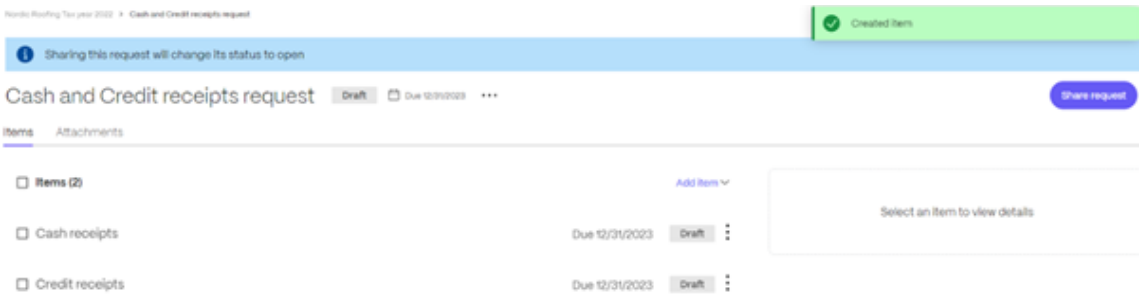 Nordic Roofing Tax year 2022 > Cash and Credit receipts request
Created item
Sharing this request will change its status to open
Cash and Credit receipts request Draft Due 12/31/2023 •••
Share request
Items Attachments
Items (2) Add item
Select an item to view details
Cash receipts Due 12/31/2023 Draft
Credit receipts Due 12/31/2023 Draft